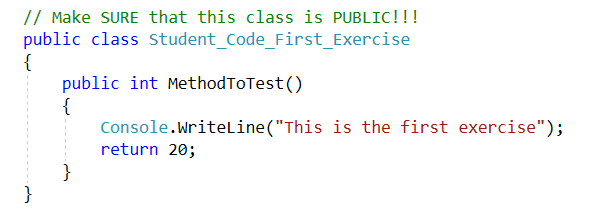 // Make SURE that this class is PUBLIC!!!
public class Student_Code_First_Exercise
{
    public int MethodToTest()
    {
        Console.WriteLine("This is the first exercise");
        return 20;
    }
}